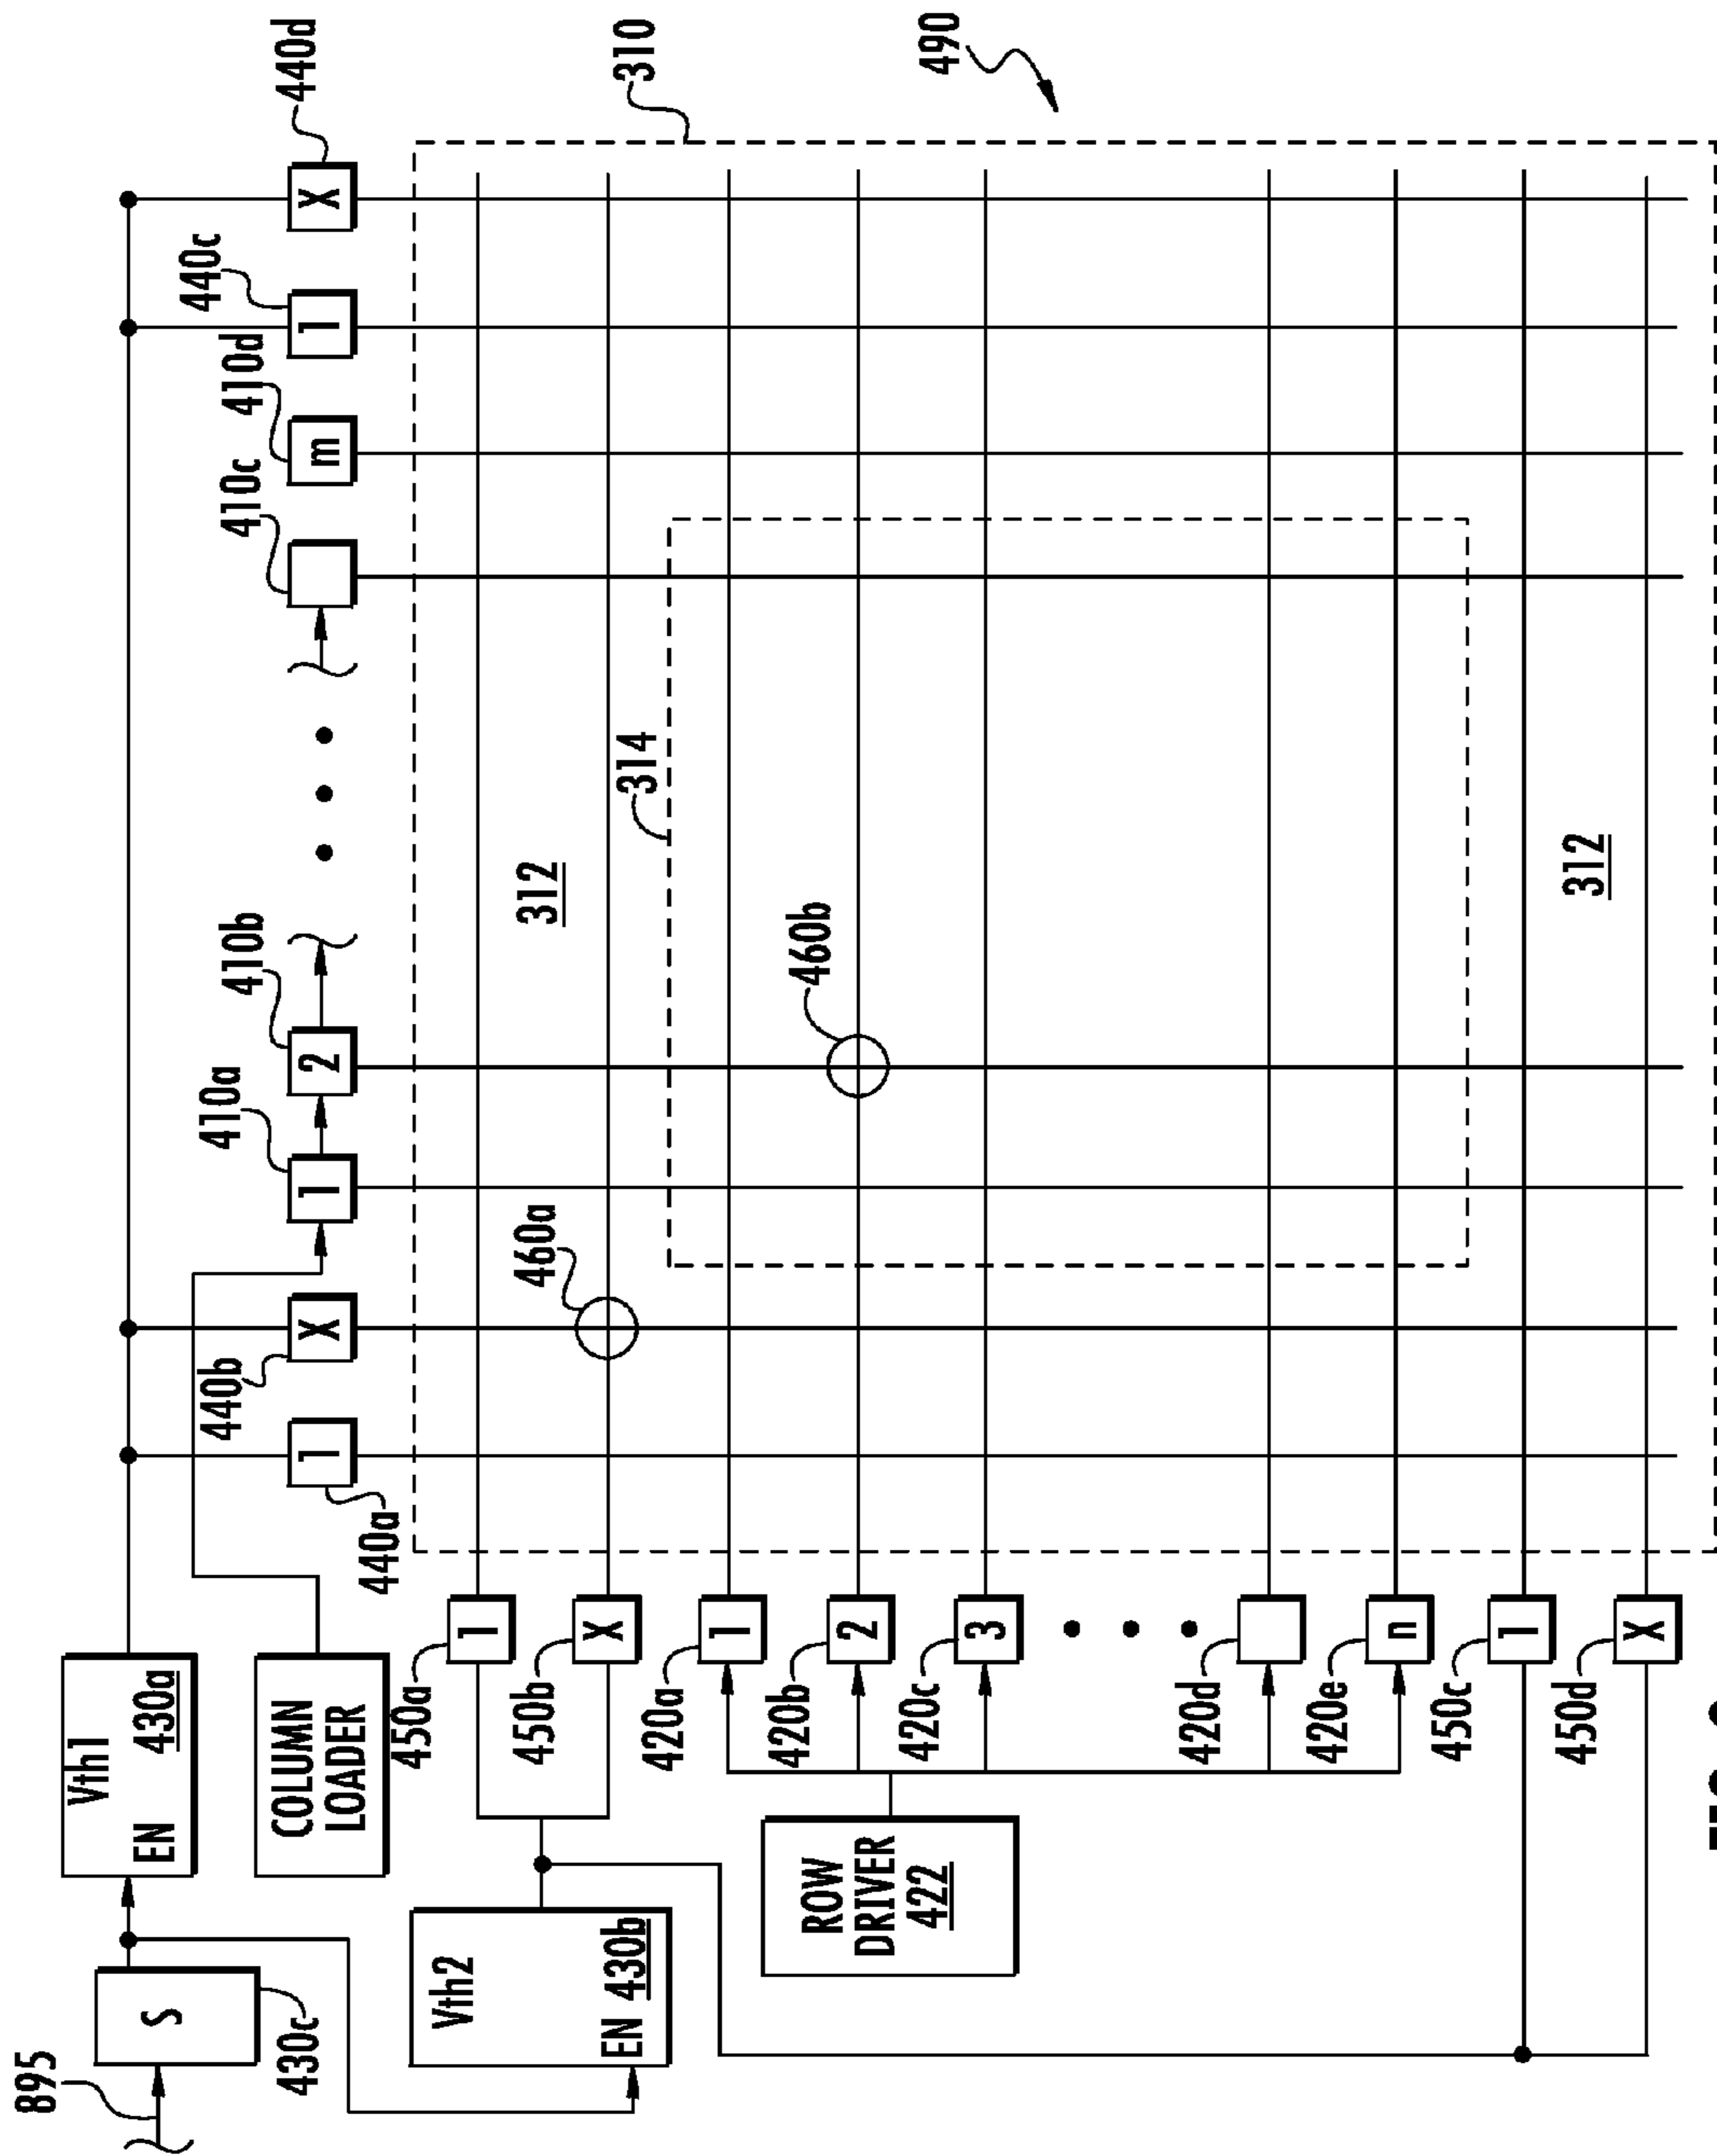 895
S
430c
Vth1
EN 430a
COLUMN
LOADER
440a
1
440b
X
410a
1
410b
2
410c
410d
m
440c
1
440d
X
310
490
Vth2
EN 430b
450a
1
450b
X
460a
312
314
ROW
DRIVER
422
420a
1
420b
2
460b
420c
3
420d
420e
n
450c
1
450d
X
312